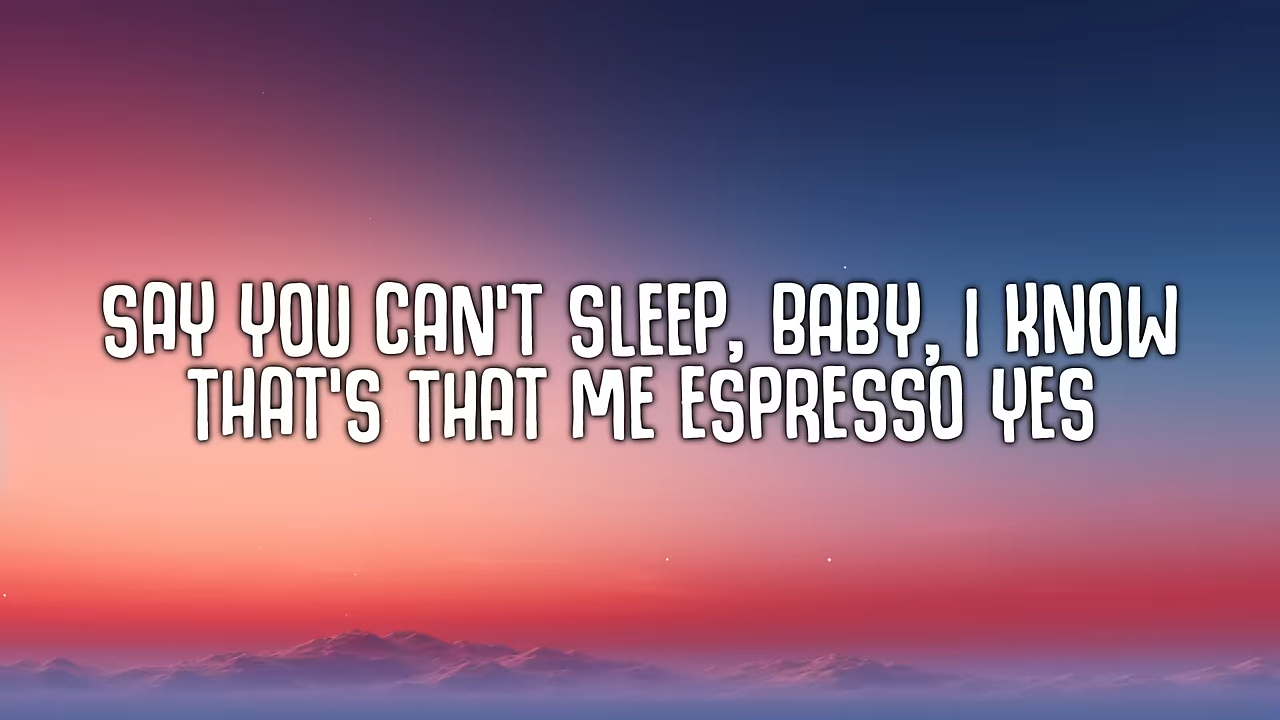 SAY YOU CAN'T SLEEP, BABY, I KNOW
THAT'S THAT ME ESPRESSO YES